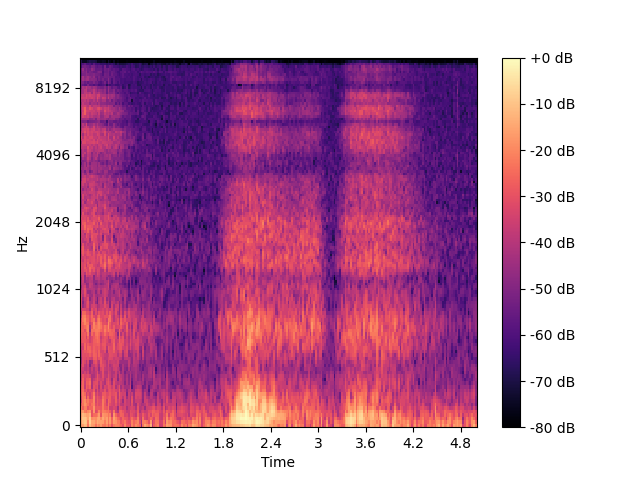 +0 dB
8192
-10 dB
4096
-20 dB
-30 dB
2048
Hz
-40 dB
1024
-50 dB
-60 dB
512
-70 dB
0
-80 dB
0 0.6 1.2 1.8 2.4 3 3.6 4.2 4.8
Time